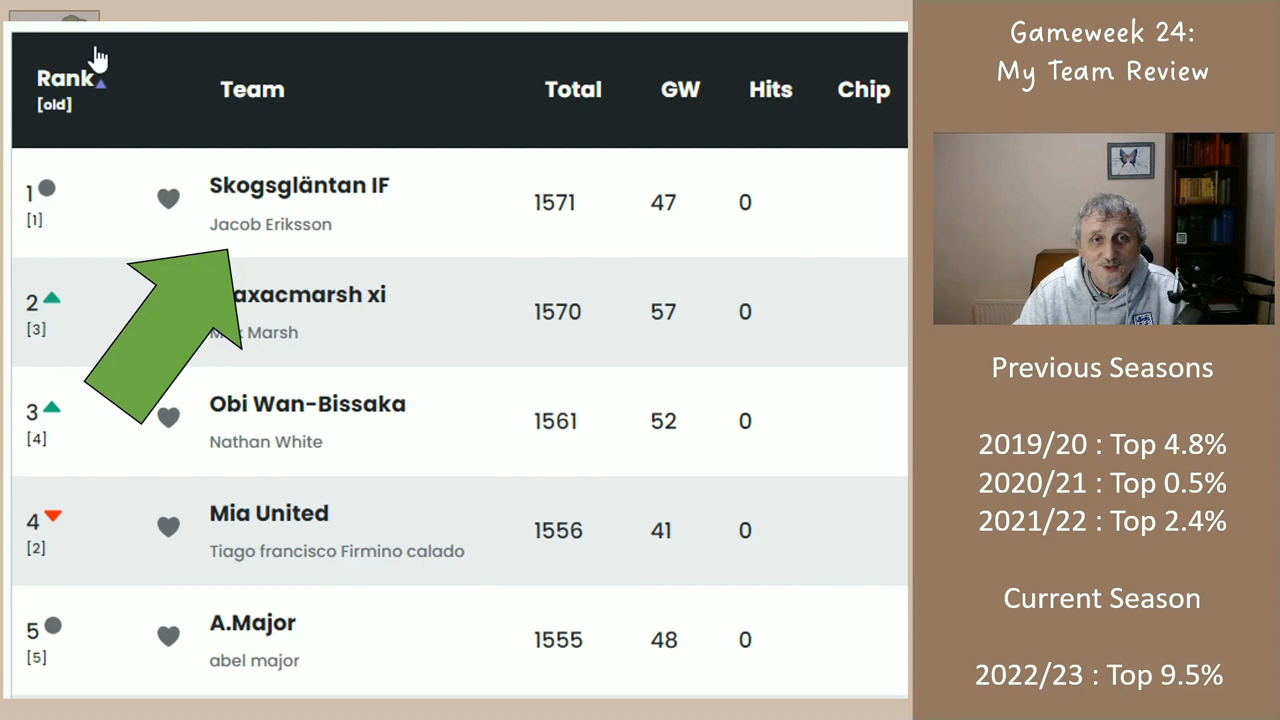 Rank
[old]
Team
Total
GW
Hits
Chip
1
[1]
Skogsgläntan IF
Jacob Eriksson
1571
47
0
2
[3]
axacmarsh xi
Marsh
1570
57
0
3
[4]
Obi Wan-Bissaka
Nathan White
1561
52
0
4
[2]
Mia United
Tiago francisco Firmino calado
1556
41
0
5
[5]
A.Major
abel major
1555
48
0
Gameweek 24:
My Team Review
Previous Seasons
2019/20 : Top 4.8%
2020/21 : Top 0.5%
2021/22 : Top 2.4%
Current Season
2022/23 : Top 9.5%